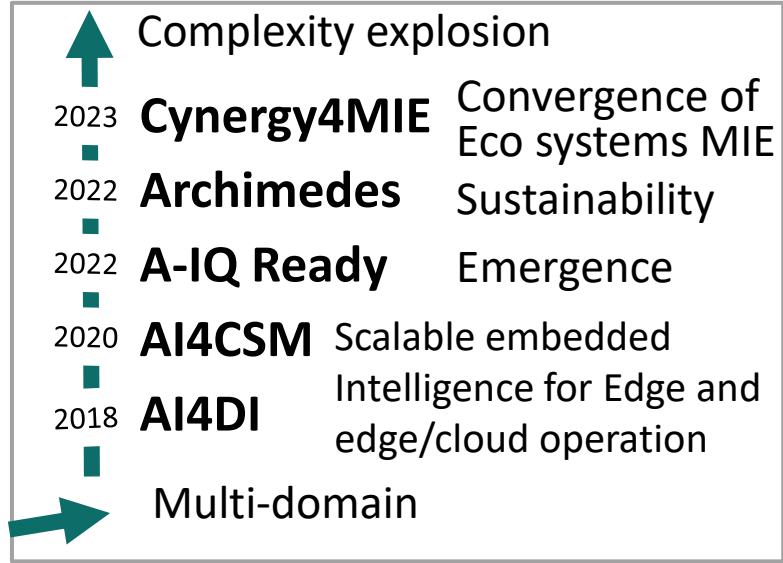 Complexity explosion
2023 Cynergy4MIE Convergence of
Eco systems MIE
2022 Archimedes Sustainability
2022 A-IQ Ready Emergence
2020 AI4CSM Scalable embedded
Intelligence for Edge and
2018 AI4DI edge/cloud operation
Multi-domain